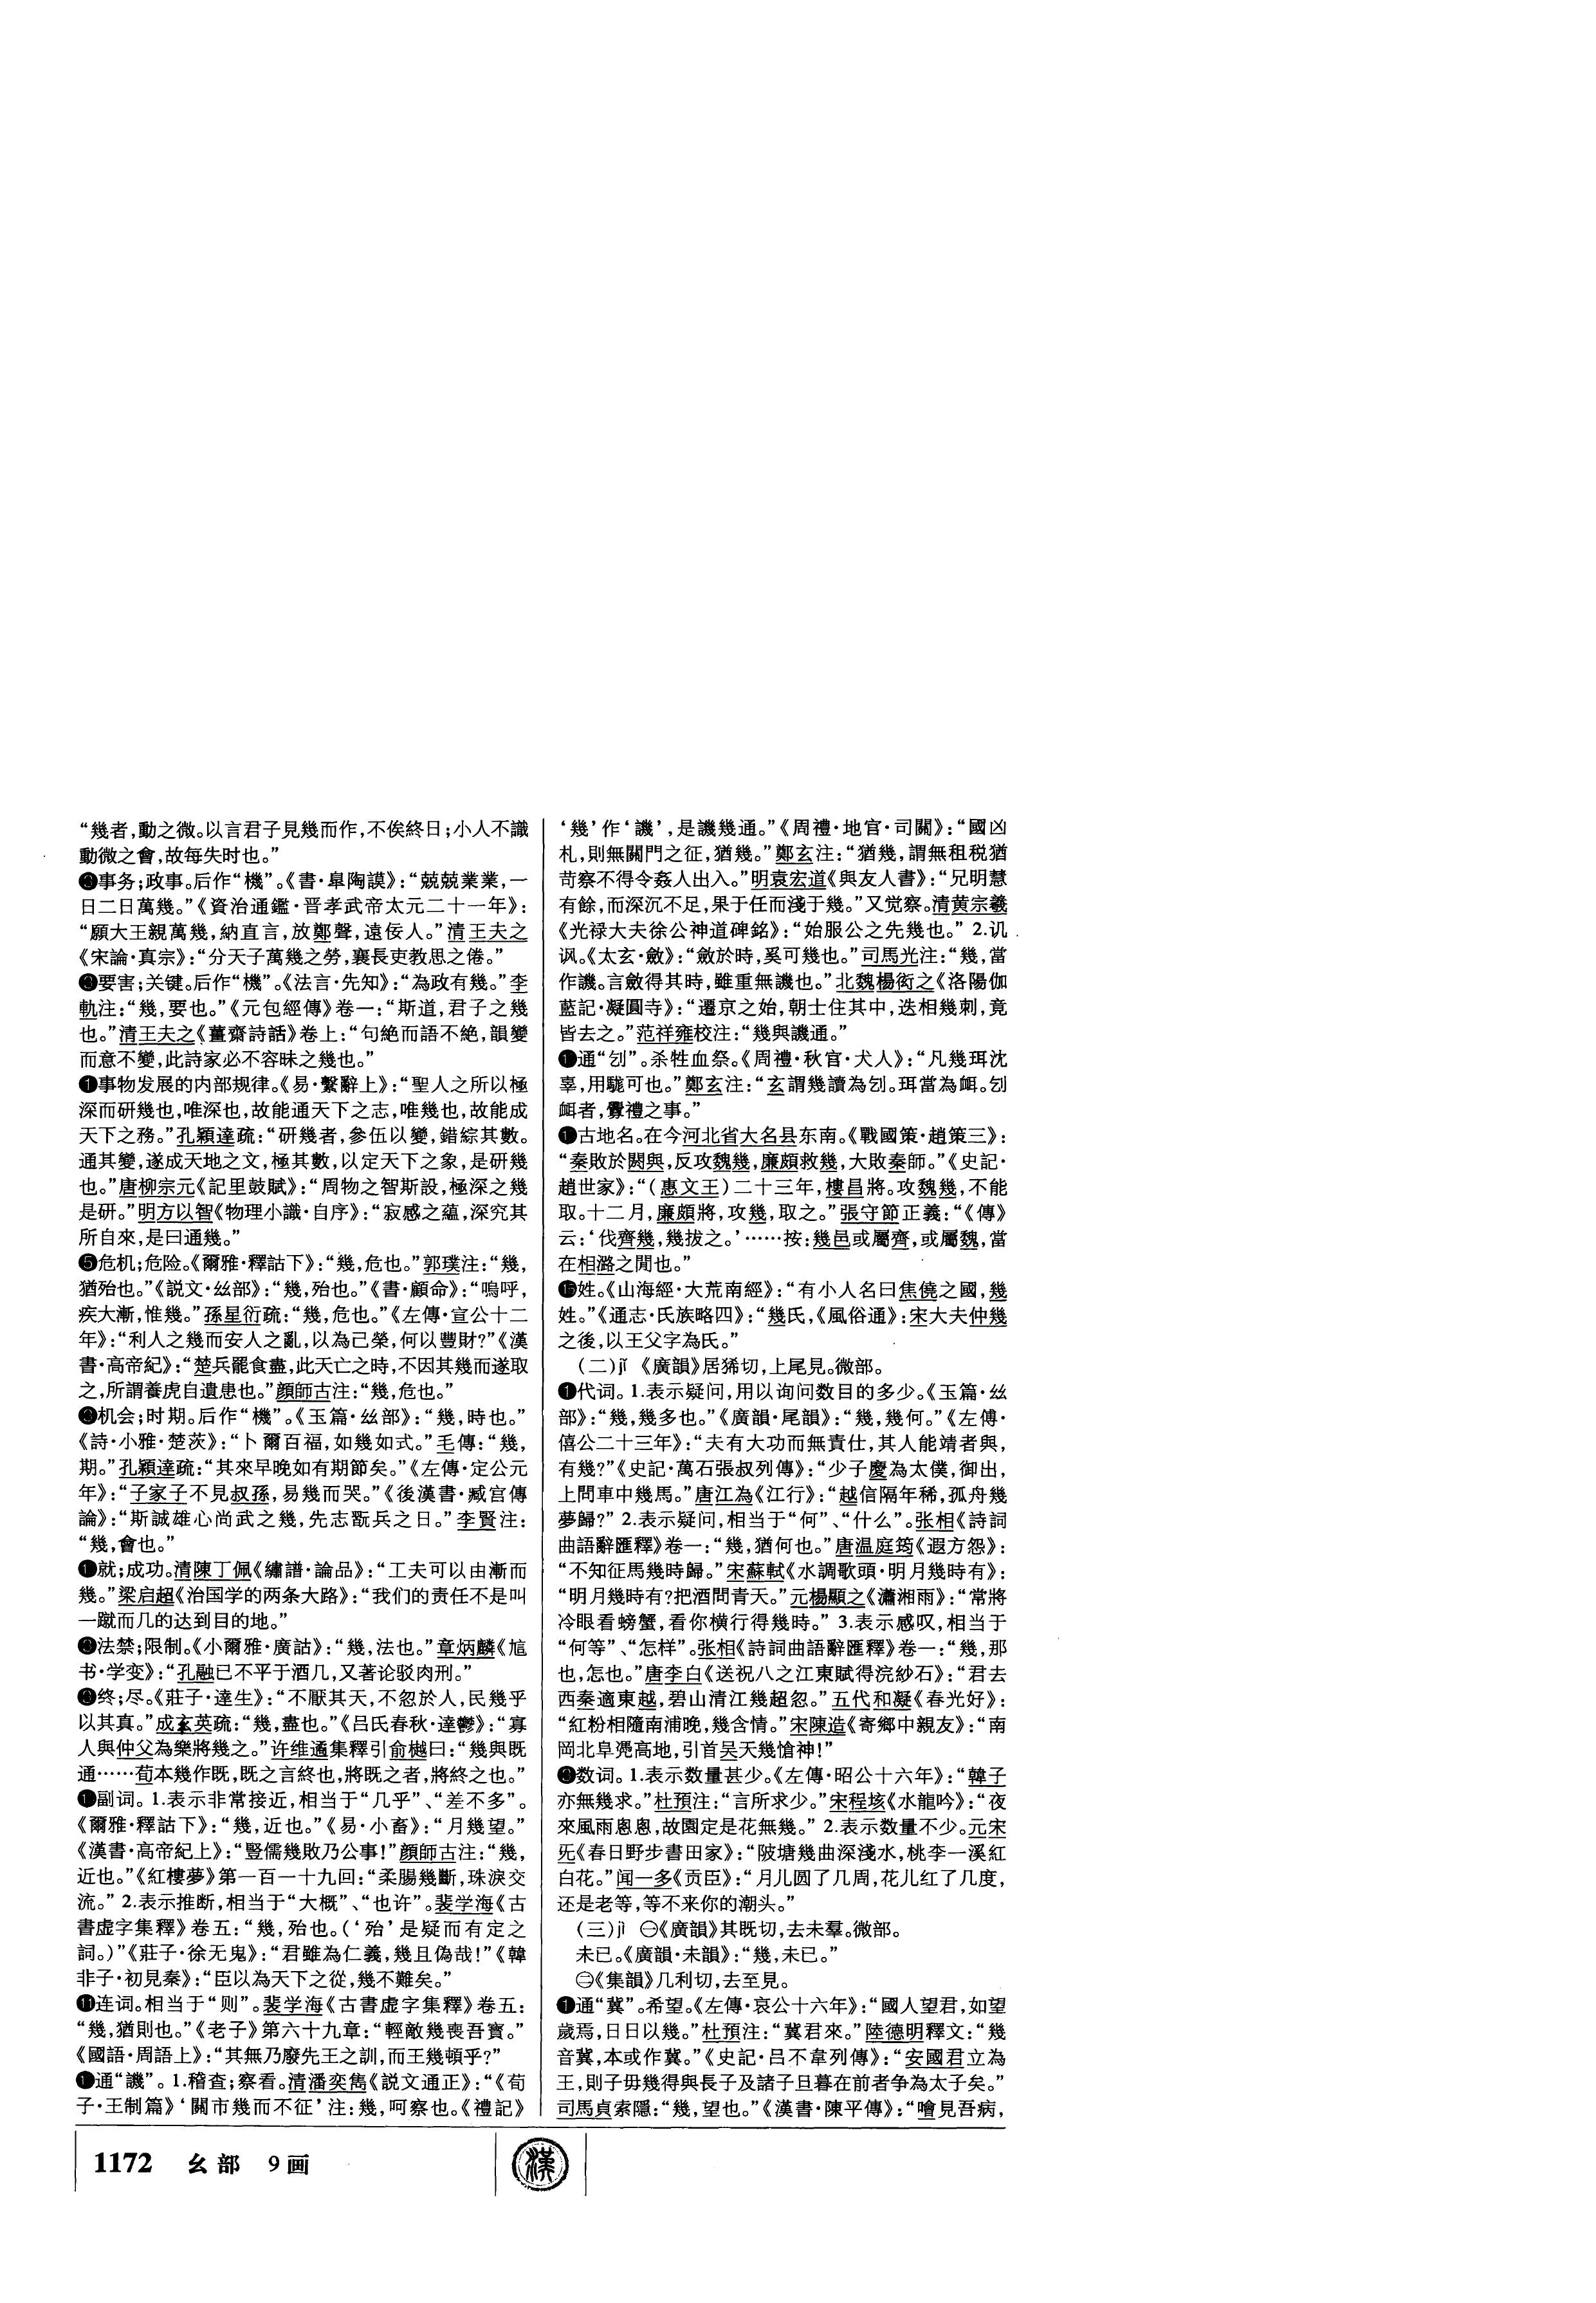 “幾者,動之微。以言君子見幾而作,不俟終日;小人不識
動微之會,故每失时也。”
❷事务;政事。后作“機”。《書·皐陶謨》:“兢兢業業,一
日二日萬幾。”《資治通鑑·晋孝武帝太元二十一年》:
“願大王親萬幾,納直言,放鄭聲,遠佞人。”清王夫之
《宋論·真宗》:“分天子萬幾之勞,襄長吏教思之倦。”
❸要害;关键。后作“機”。《法言·先知》:“為政有幾。”李
軌注:“幾,要也。”《元包經傳》卷一:“斯道,君子之幾
也。”清王夫之《薑齋詩話》卷上:“句絶而語不絶,韻變
而意不變,此詩家必不容昧之幾也。”
❹事物发展的内部规律。《易·繫辭上》:“聖人之所以極
深而研幾也,唯深也,故能通天下之志,唯幾也,故能成
天下之務。”孔穎達疏:“研幾者,參伍以變,錯綜其數。
通其變,遂成天地之文,極其數,以定天下之象,是研幾
也。”唐柳宗元《記里鼓賦》:“周物之智斯設,極深之幾
是研。”明方以智《物理小識·自序》:“寂感之蘊,深究其
所自來,是曰通幾。”
❺危机;危险。《爾雅·釋詁下》:“幾,危也。”郭璞注:“幾,
猶殆也。”《説文·𢆶部》:“幾,殆也。”《書·顧命》:“嗚呼,
疾大漸,惟幾。”孫星衍疏:“幾,危也。”《左傳·宣公十二
年》:“利人之幾而安人之亂,以為己榮,何以豐財?”《漢
書·高帝紀》:“楚兵罷食盡,此天亡之時,不因其幾而遂取
之,所謂養虎自遺患也。”顔師古注:“幾,危也。”
❻机会;时期。后作“機”。《玉篇·𢆶部》:“幾,時也。”
《詩·小雅·楚茨》:“卜爾百福,如幾如式。”毛傳:“幾,
期。”孔穎達疏:“其來早晚如有期節矣。”《左傳·定公元
年》:“子家子不見叔孫,易幾而哭。”《後漢書·臧宫傳
論》:“斯誠雄心尚武之幾,先志翫兵之日。”李賢注:
“幾,會也。”
❼就;成功。清陳丁佩《繡譜·論品》:“工夫可以由漸而
幾。”梁启超《治国学的两条大路》:“我们的责任不是叫
一蹴而几的达到目的地。”
❽法禁;限制。《小爾雅·廣詁》:“幾,法也。”章炳麟《訄
书·学变》:“孔融已不平于酒几,又著论驳肉刑。”
❾终;尽。《莊子·達生》:“不厭其天,不忽於人,民幾乎
以其真。”成玄英疏:“幾,盡也。”《吕氏春秋·達鬱》:“寡
人與仲父為樂將幾之。”许维遹集釋引俞樾曰:“幾與既
通……荀本幾作既,既之言終也,將既之者,將終之也。”
❿副词。1.表示非常接近,相当于“几乎”、“差不多”。
《爾雅·釋詁下》:“幾,近也。”《易·小畜》:“月幾望。”
《漢書·高帝紀上》:“豎儒幾敗乃公事!”顔師古注:“幾,
近也。”《紅樓夢》第一百一十九回:“柔腸幾斷,珠淚交
流。” 2.表示推断,相当于“大概”、“也许”。裴学海《古
書虚字集釋》卷五:“幾,殆也。(‘殆’是疑而有定之
詞。)”《莊子·徐无鬼》:“君雖為仁義,幾且偽哉!”《韓
非子·初見秦》:“臣以為天下之從,幾不難矣。”
⓫连词。相当于“则”。裴学海《古書虚字集釋》卷五:
“幾,猶則也。”《老子》第六十九章:“輕敵幾喪吾寳。”
《國語·周語上》:“其無乃廢先王之訓,而王幾頓乎?”
⓬通“譏”。1.稽查;察看。清潘奕雋《説文通正》:“《荀
子·王制篇》‘關市幾而不征’注:幾,呵察也。《禮記》
‘幾’作‘譏’,是譏幾通。”《周禮·地官·司關》:“國凶
札,則無關門之征,猶幾。”鄭玄注:“猶幾,謂無租税猶
苛察不得令姦人出入。”明袁宏道《與友人書》:“兄明慧
有餘,而深沉不足,果于任而淺于幾。”又觉察。清黄宗羲
《光禄大夫徐公神道碑銘》:“始服公之先幾也。” 2.讥
讽。《太玄·斂》:“斂於時,奚可幾也。”司馬光注:“幾,當
作譏。言斂得其時,雖重無譏也。”北魏楊衒之《洛陽伽
藍記·凝圓寺》:“遷京之始,朝士住其中,迭相幾刺,竟
皆去之。”范祥雍校注:“幾與譏通。”
⓭通“刉”。杀牲血祭。《周禮·秋官·犬人》:“凡幾珥沈
辜,用駹可也。”鄭玄注:“玄謂幾讀為刉。珥當為衈。刉
衈者,釁禮之事。”
⓮古地名。在今河北省大名县东南。《戰國策·趙策三》:
“秦敗於閼與,反攻魏幾,廉頗救幾,大敗秦師。”《史記·
趙世家》:“(惠文王)二十三年,樓昌將。攻魏幾,不能
取。十二月,廉頗將,攻幾,取之。”張守節正義:“《傳》
云:‘伐齊幾,幾拔之。’……按:幾邑或屬齊,或屬魏,當
在相潞之閒也。”
⓯姓。《山海經·大荒南經》:“有小人名曰焦僥之國,幾
姓。”《通志·氏族略四》:“幾氏,《風俗通》:宋大夫仲幾
之後,以王父字為氏。”
(二)jǐ 《廣韻》居狶切,上尾見。微部。
❶代词。1.表示疑问,用以询问数目的多少。《玉篇·𢆶
部》:“幾,幾多也。”《廣韻·尾韻》:“幾,幾何。”《左傳·
僖公二十三年》:“夫有大功而無責仕,其人能靖者與,
有幾?”《史記·萬石張叔列傳》:“少子慶為太僕,御出,
上問車中幾馬。”唐江為《江行》:“越信隔年稀,孤舟幾
夢歸?” 2.表示疑问,相当于“何”、“什么”。张相《詩詞
曲語辭匯釋》卷一:“幾,猶何也。”唐温庭筠《遐方怨》:
“不知征馬幾時歸。”宋蘇軾《水調歌頭·明月幾時有》:
“明月幾時有?把酒問青天。”元楊顯之《瀟湘雨》:“常將
冷眼看螃蟹,看你横行得幾時。” 3.表示感叹,相当于
“何等”、“怎样”。张相《詩詞曲語辭匯釋》卷一:“幾,那
也,怎也。”唐李白《送祝八之江東賦得浣紗石》:“君去
西秦適東越,碧山清江幾超忽。”五代和凝《春光好》:
“紅粉相隨南浦晚,幾含情。”宋陳造《寄鄉中親友》:“南
岡北阜凴高地,引首吴天幾愴神!”
❷数词。1.表示数量甚少。《左傳·昭公十六年》:“韓子
亦無幾求。”杜預注:“言所求少。”宋程垓《水龍吟》:“夜
來風雨悤悤,故園定是花無幾。” 2.表示数量不少。元宋
旡《春日野步書田家》:“陂塘幾曲深淺水,桃李一溪紅
白花。”闻一多《贡臣》:“月儿圆了几周,花儿红了几度,
还是老等,等不来你的潮头。”
(三)jì ㊀《廣韻》其既切,去未羣。微部。
未已。《廣韻·未韻》:“幾,未已。”
㊁《集韻》几利切,去至見。
❶通“冀”。希望。《左傳·哀公十六年》:“國人望君,如望
歲焉,日日以幾。”杜預注:“冀君來。”陸德明釋文:“幾
音冀,本或作冀。”《史記·吕不韋列傳》:“安國君立為
王,則子毋幾得與長子及諸子旦暮在前者争為太子矣。”
司馬貞索隱:“幾,望也。”《漢書·陳平傳》:“噲見吾病,
1172 幺部 9画
漢